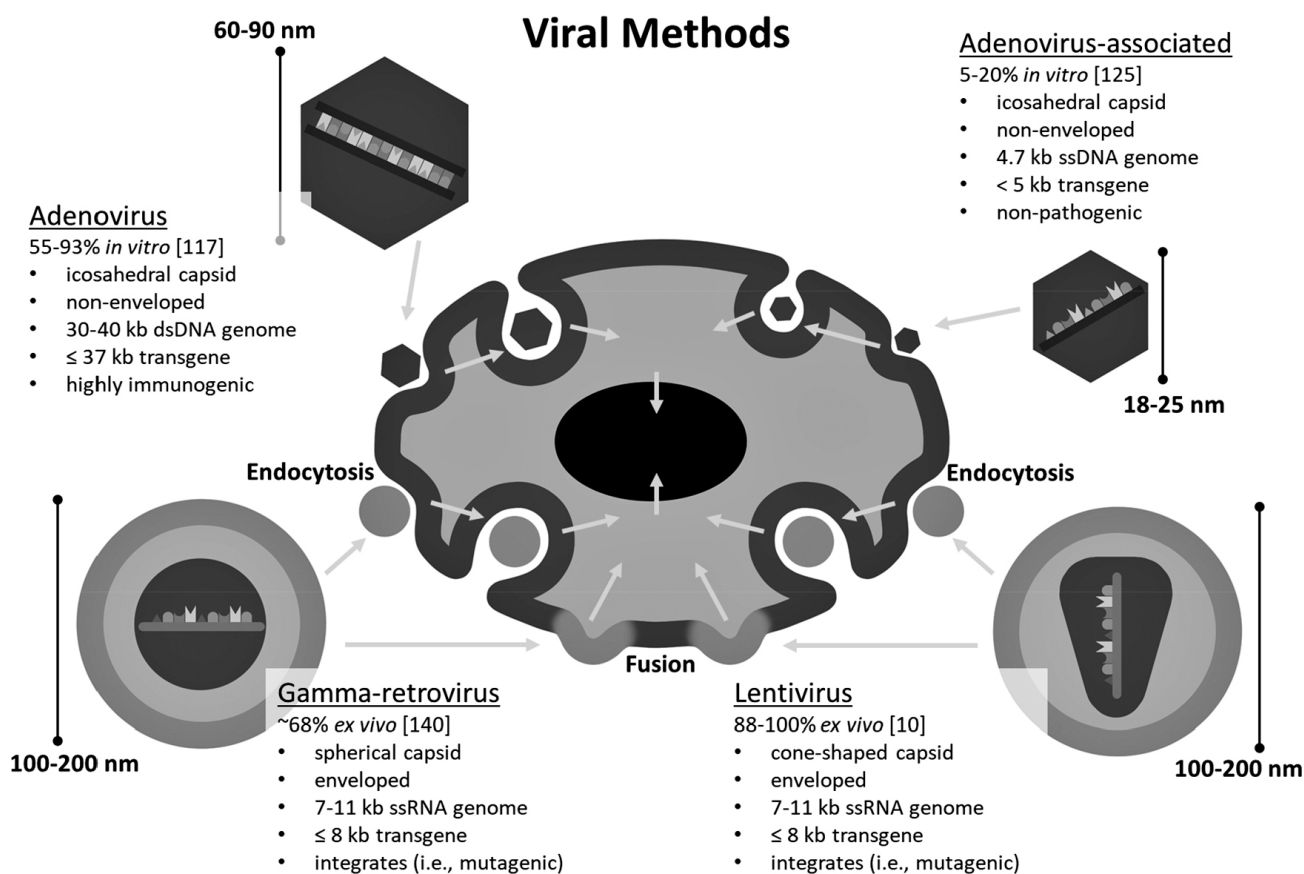 Viral Methods
60-90 nm
Adenovirus
55-93% in vitro [117]
• icosahedral capsid
• non-enveloped
• 30-40 kb dsDNA genome
• ≤ 37 kb transgene
• highly immunogenic
Adenovirus-associated
5-20% in vitro [125]
• icosahedral capsid
• non-enveloped
• 4.7 kb ssDNA genome
• < 5 kb transgene
• non-pathogenic
18-25 nm
Endocytosis
Endocytosis
Fusion
100-200 nm
Gamma-retrovirus
~68% ex vivo [140]
• spherical capsid
• enveloped
• 7-11 kb ssRNA genome
• ≤ 8 kb transgene
• integrates (i.e., mutagenic)
Lentivirus
88-100% ex vivo [10]
• cone-shaped capsid
• enveloped
• 7-11 kb ssRNA genome
• ≤ 8 kb transgene
• integrates (i.e., mutagenic)
100-200 nm